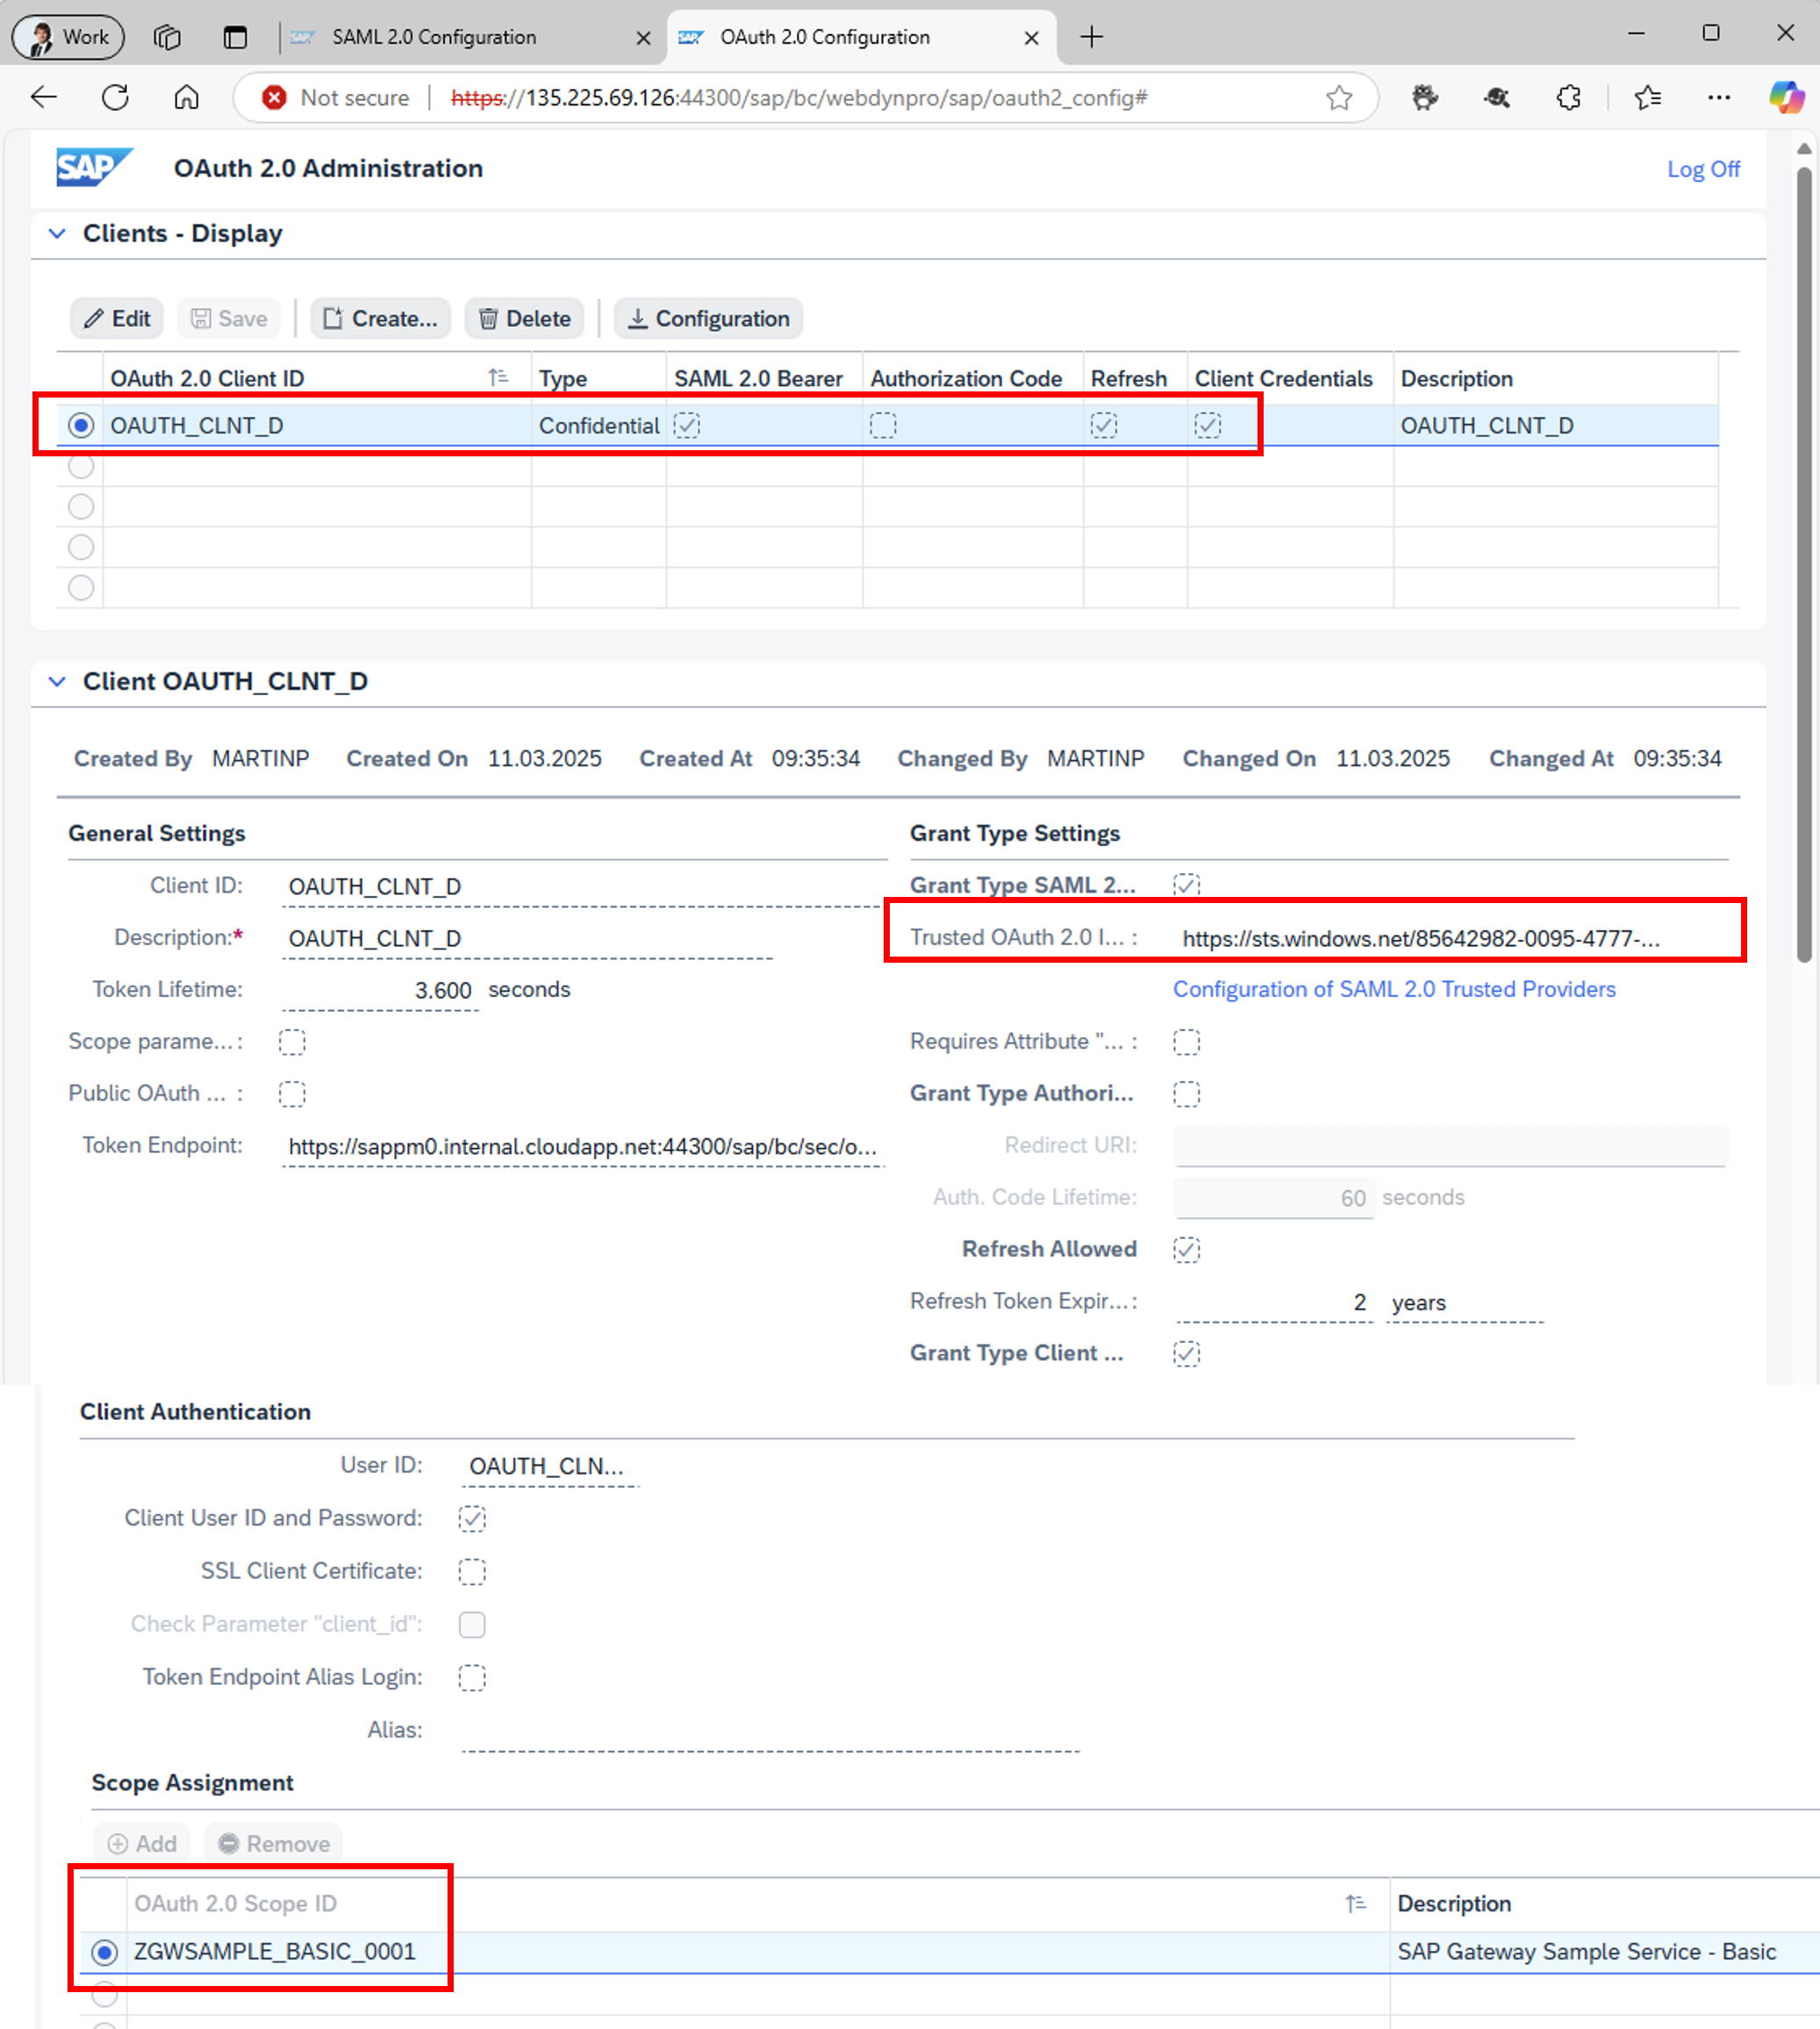 Work
SAP SAML 2.0 Configuration
SAP OAuth 2.0 Configuration
Not secure https://135.225.69.126:44300/sap/bc/webdynpro/sap/oauth2_config#
SAP OAuth 2.0 Administration Log Off
Clients - Display
Edit Save Create... Delete Configuration
OAuth 2.0 Client ID Type SAML 2.0 Bearer Authorization Code Refresh Client Credentials Description
OAUTH_CLNT_D Confidential OAUTH_CLNT_D
Client OAUTH_CLNT_D
Created By MARTINP Created On 11.03.2025 Created At 09:35:34 Changed By MARTINP Changed On 11.03.2025 Changed At 09:35:34
General Settings
Client ID: OAUTH_CLNT_D
Description:* OAUTH_CLNT_D
Token Lifetime: 3.600 seconds
Scope parame...:
Public OAuth ... :
Token Endpoint: https://sappm0.internal.cloudapp.net:44300/sap/bc/sec/o...
Grant Type Settings
Grant Type SAML 2...
Trusted OAuth 2.0 I... : https://sts.windows.net/85642982-0095-4777-...
Configuration of SAML 2.0 Trusted Providers
Requires Attribute "... :
Grant Type Authori...
Redirect URI:
Auth. Code Lifetime: 60 seconds
Refresh Allowed
Refresh Token Expir...: 2 years
Grant Type Client ...
Client Authentication
User ID: OAUTH_CLN...
Client User ID and Password:
SSL Client Certificate:
Check Parameter "client_id":
Token Endpoint Alias Login:
Alias:
Scope Assignment
Add Remove
OAuth 2.0 Scope ID Description
ZGWSAMPLE_BASIC_0001 SAP Gateway Sample Service - Basic